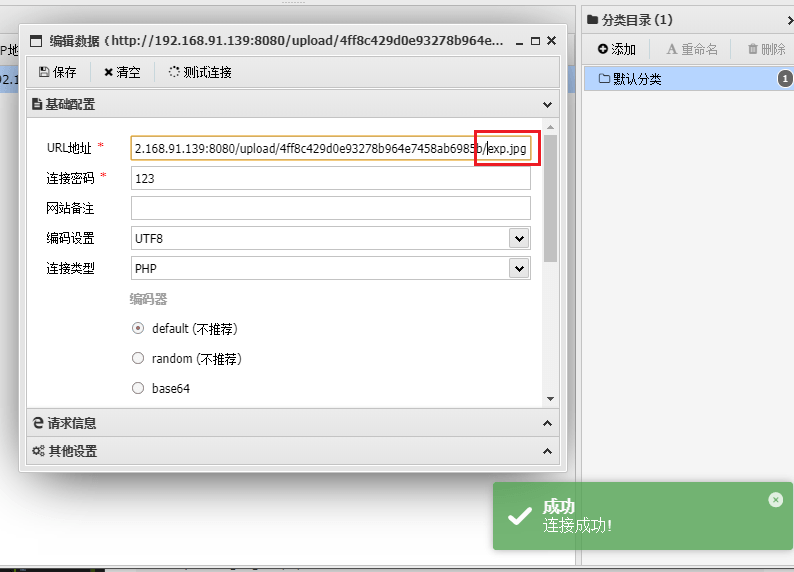 P地
92.1
编辑数据 (http://192.168.91.139:8080/upload/4ff8c429d0e93278b964e...
保存 清空 测试连接
基础配置
URL地址 * 2.168.91.139:8080/upload/4ff8c429d0e93278b964e7458ab6985b/exp.jpg
连接密码 * 123
网站备注
编码设置 UTF8
连接类型 PHP
编码器
default (不推荐)
random (不推荐)
base64
请求信息
其他设置
分类目录 (1)
添加 重命名 删除
默认分类 1
成功
连接成功!